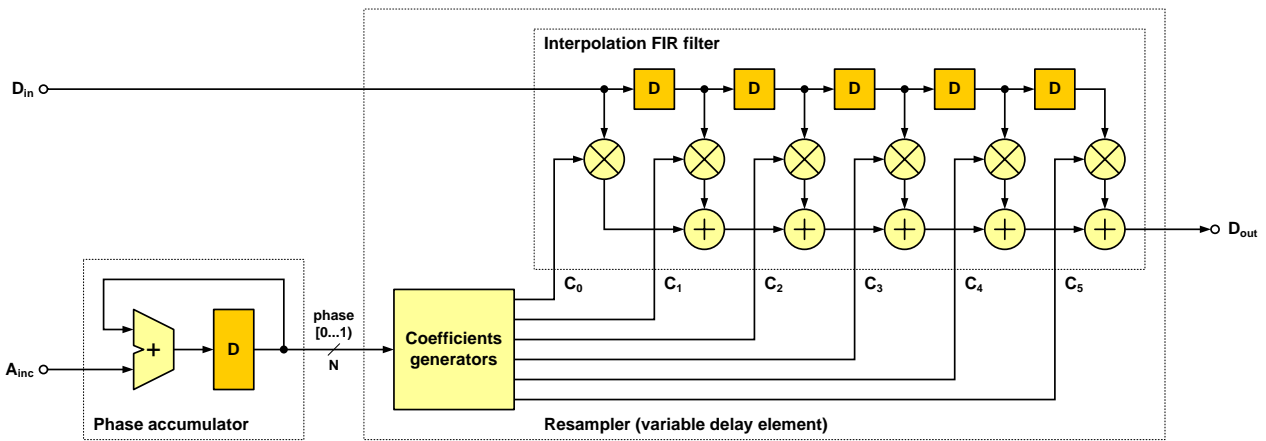 Interpolation FIR filter
Din
D
D
D
D
D
+
+
+
+
+
Dout
C0
C1
C2
C3
C4
C5
phase
[0...1)
N
Coefficients
generators
+
D
Ainc
Phase accumulator
Resampler (variable delay element)